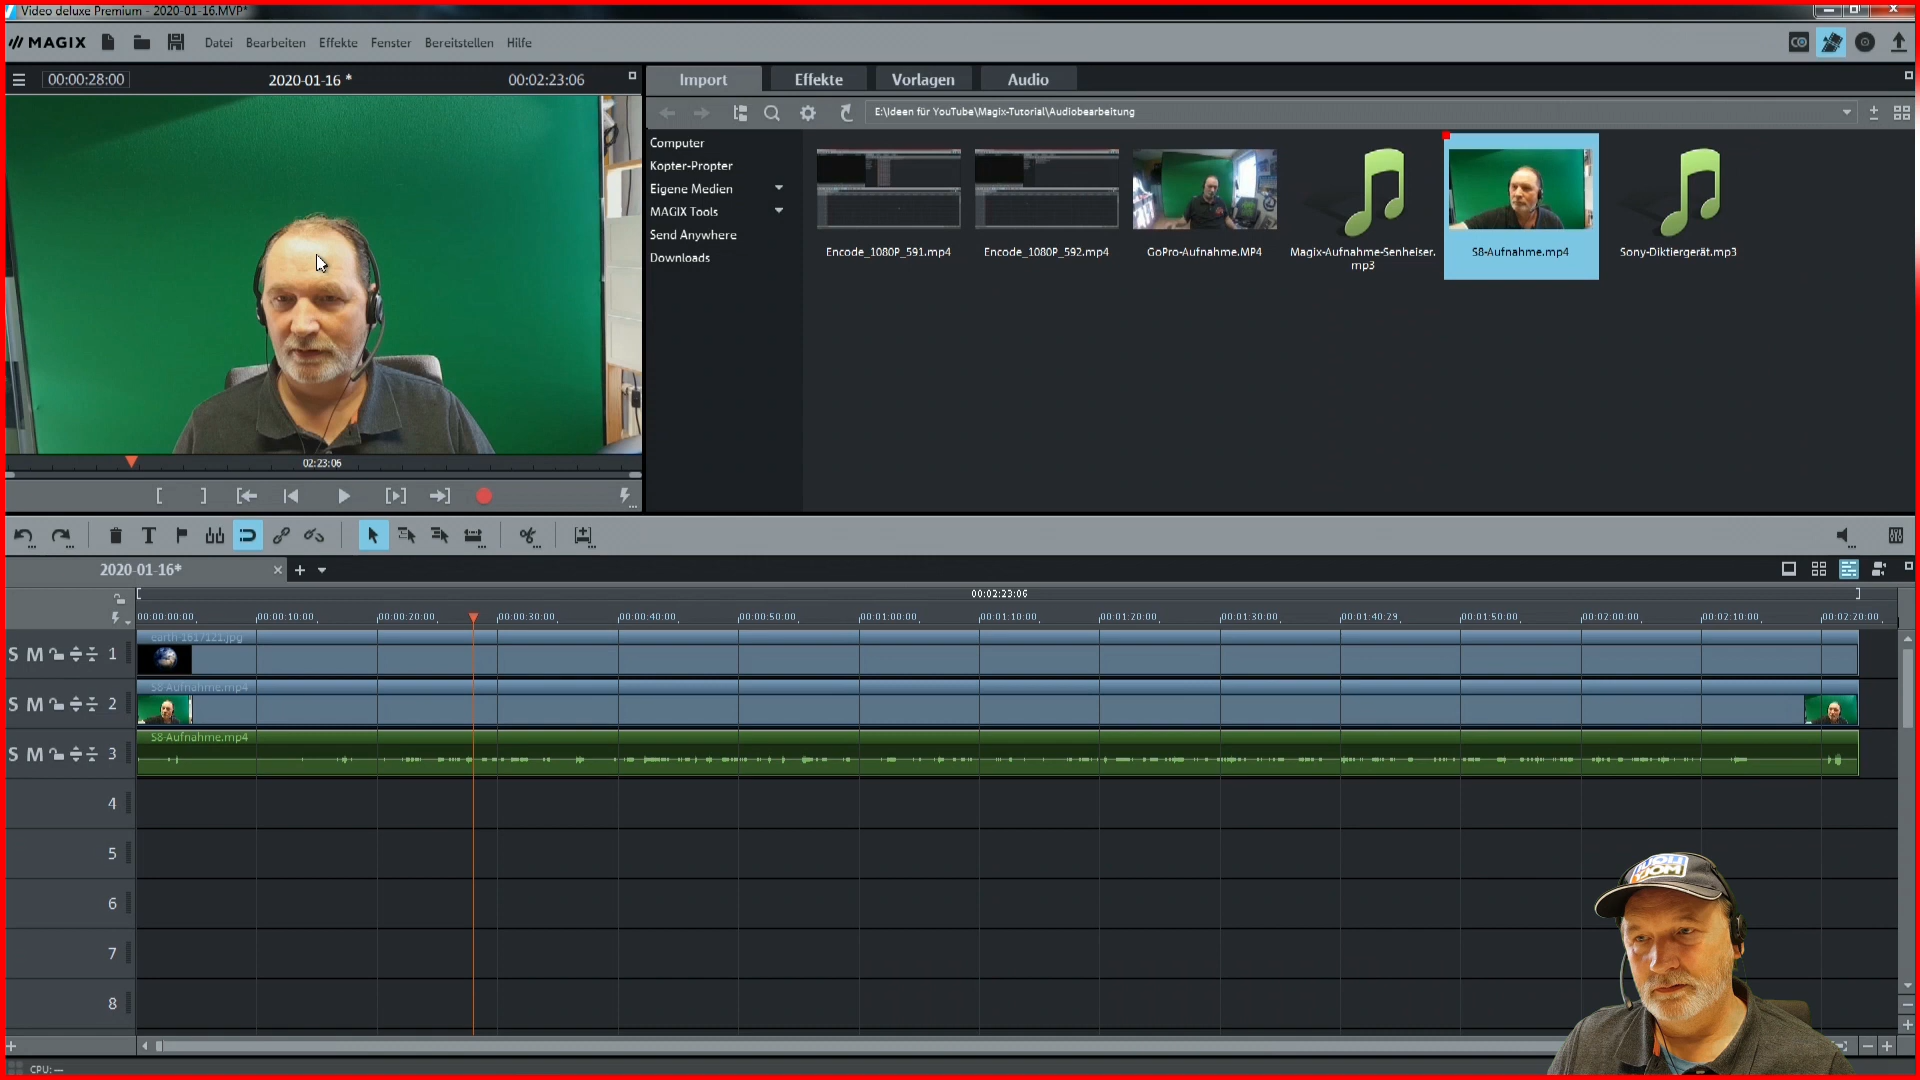 Video deluxe Premium - 2020-01-16.MVP*
MAGIX
Datei Bearbeiten Effekte Fenster Bereitstellen Hilfe
00:00:28:00 2020-01-16 * 00:02:23:06
Import Effekte Vorlagen Audio
E:\Ideen für YouTube\Magix-Tutorial\Audiobearbeitung
Computer
Kopter-Propter
Eigene Medien
MAGIX Tools
Send Anywhere
Downloads
Encode_1080P_591.mp4 Encode_1080P_592.mp4 GoPro-Aufnahme.MP4 Magix-Aufnahme-Senheiser.mp3 S8-Aufnahme.mp4 Sony-Diktiergerät.mp3
02:23:06
2020-01-16*
00:02:23:06
00:00:00:00 00:00:10:00 00:00:20:00 00:00:30:00 00:00:40:00 00:00:50:00 00:01:00:00 00:01:10:00 00:01:20:00 00:01:30:00 00:01:40:29 00:01:50:00 00:02:00:00 00:02:10:00 00:02:20:00
earth-1617121.jpg
S M 1
S8-Aufnahme.mp4
S M 2
S8-Aufnahme.mp4
S M 3
4
5
6
7
8
CPU: —